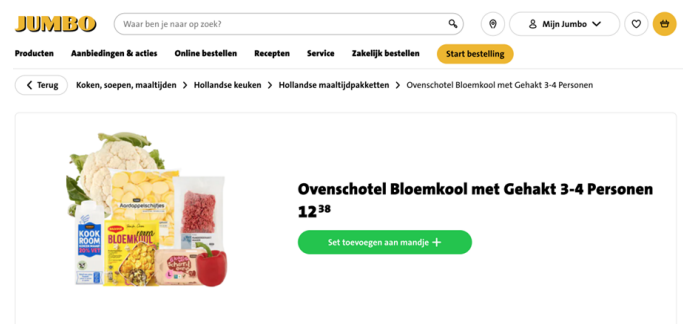 JUMBO
Waar ben je naar op zoek?
Mijn Jumbo
Producten Aanbiedingen & acties Online bestellen Recepten Service Zakelijk bestellen Start bestelling
Terug Koken, soepen, maaltijden > Hollandse keuken > Hollandse maaltijdpakketten > Ovenschotel Bloemkool met Gehakt 3-4 Personen
Ovenschotel Bloemkool met Gehakt 3-4 Personen
12 38
Set toevoegen aan mandje +
Aardappelschijfjes
KOOK
ROOM
BLOEMKOOL